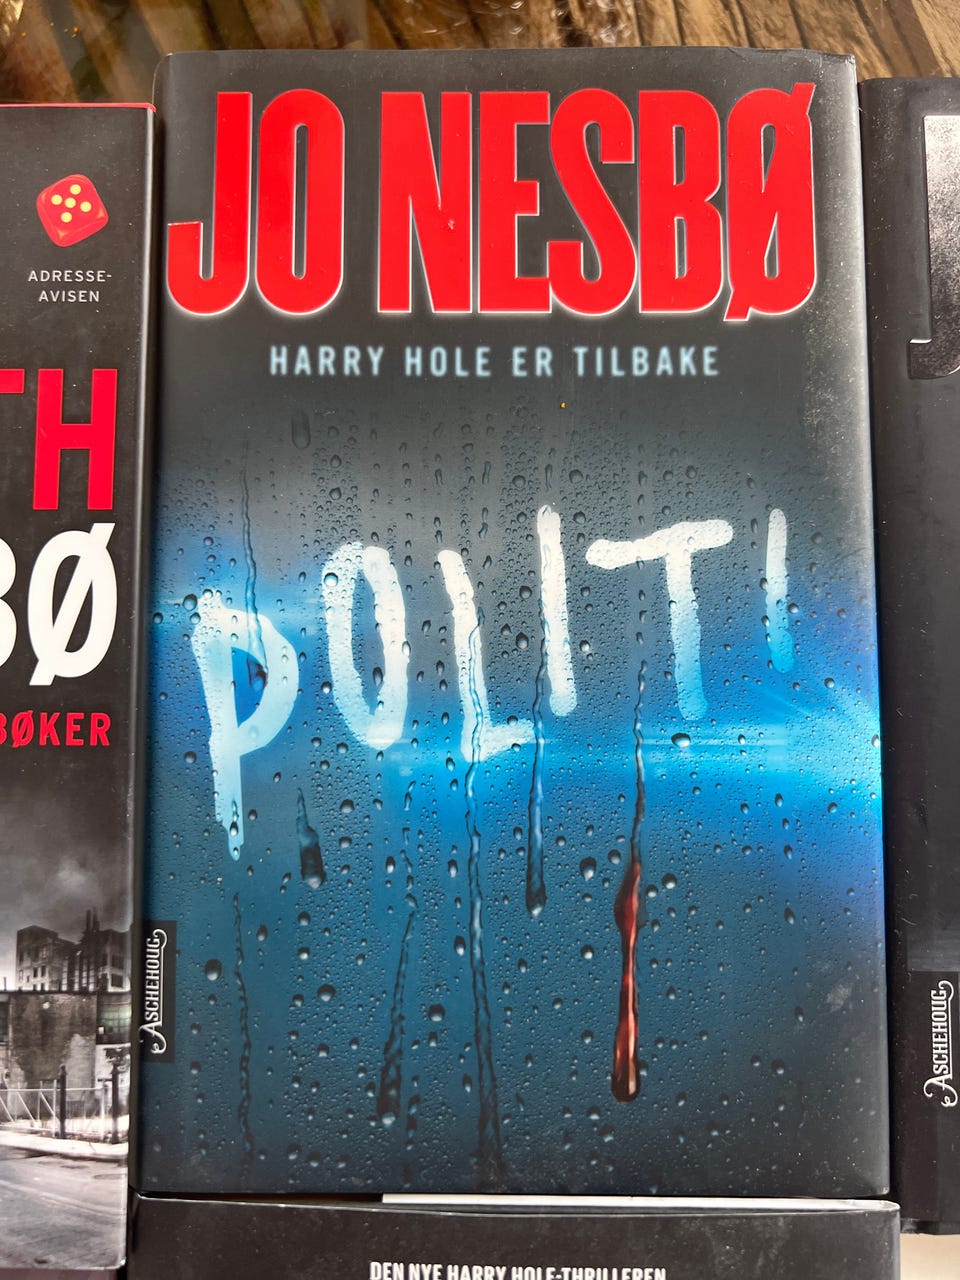 JO NESBØ
HARRY HOLE ER TILBAKE
POLITI
ASCHEHOUG
ADRESSE-
AVISEN
TH
BØ
BØKER
ASCHEHOUG
DEN NYE HARRY HOLE-THRILLEREN